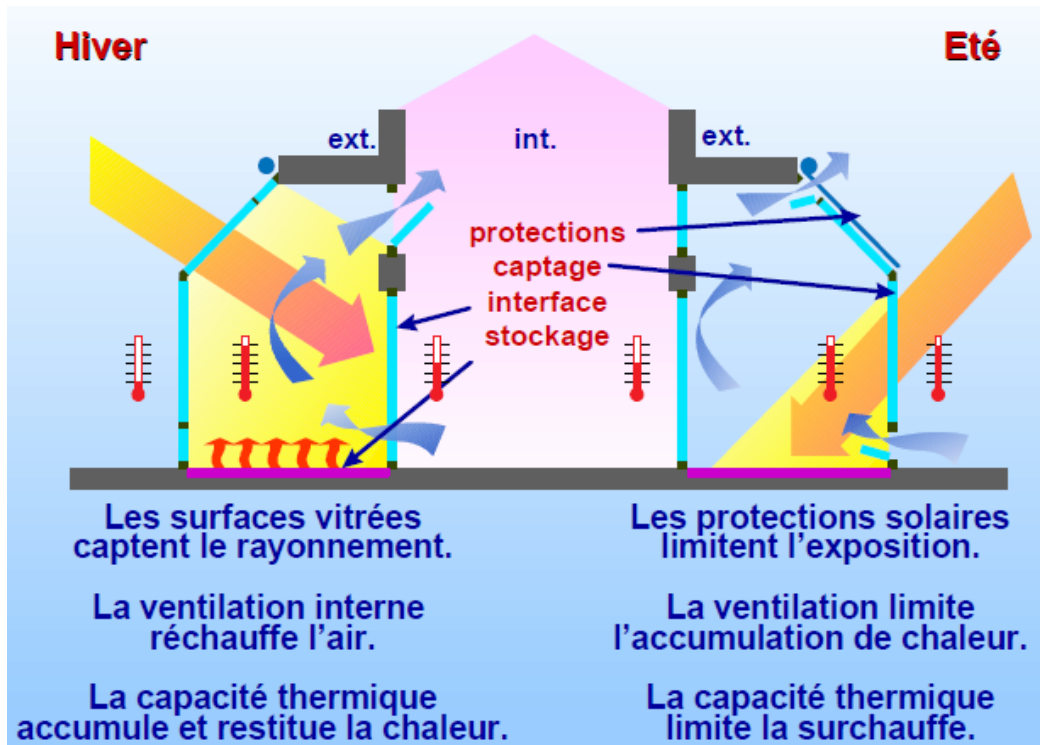 Hiver
Eté
ext.
int.
ext.
protections
captage
interface
stockage
Les surfaces vitrées
captent le rayonnement.
La ventilation interne
réchauffe l'air.
La capacité thermique
accumule et restitue la chaleur.
Les protections solaires
limitent l'exposition.
La ventilation limite
l'accumulation de chaleur.
La capacité thermique
limite la surchauffe.